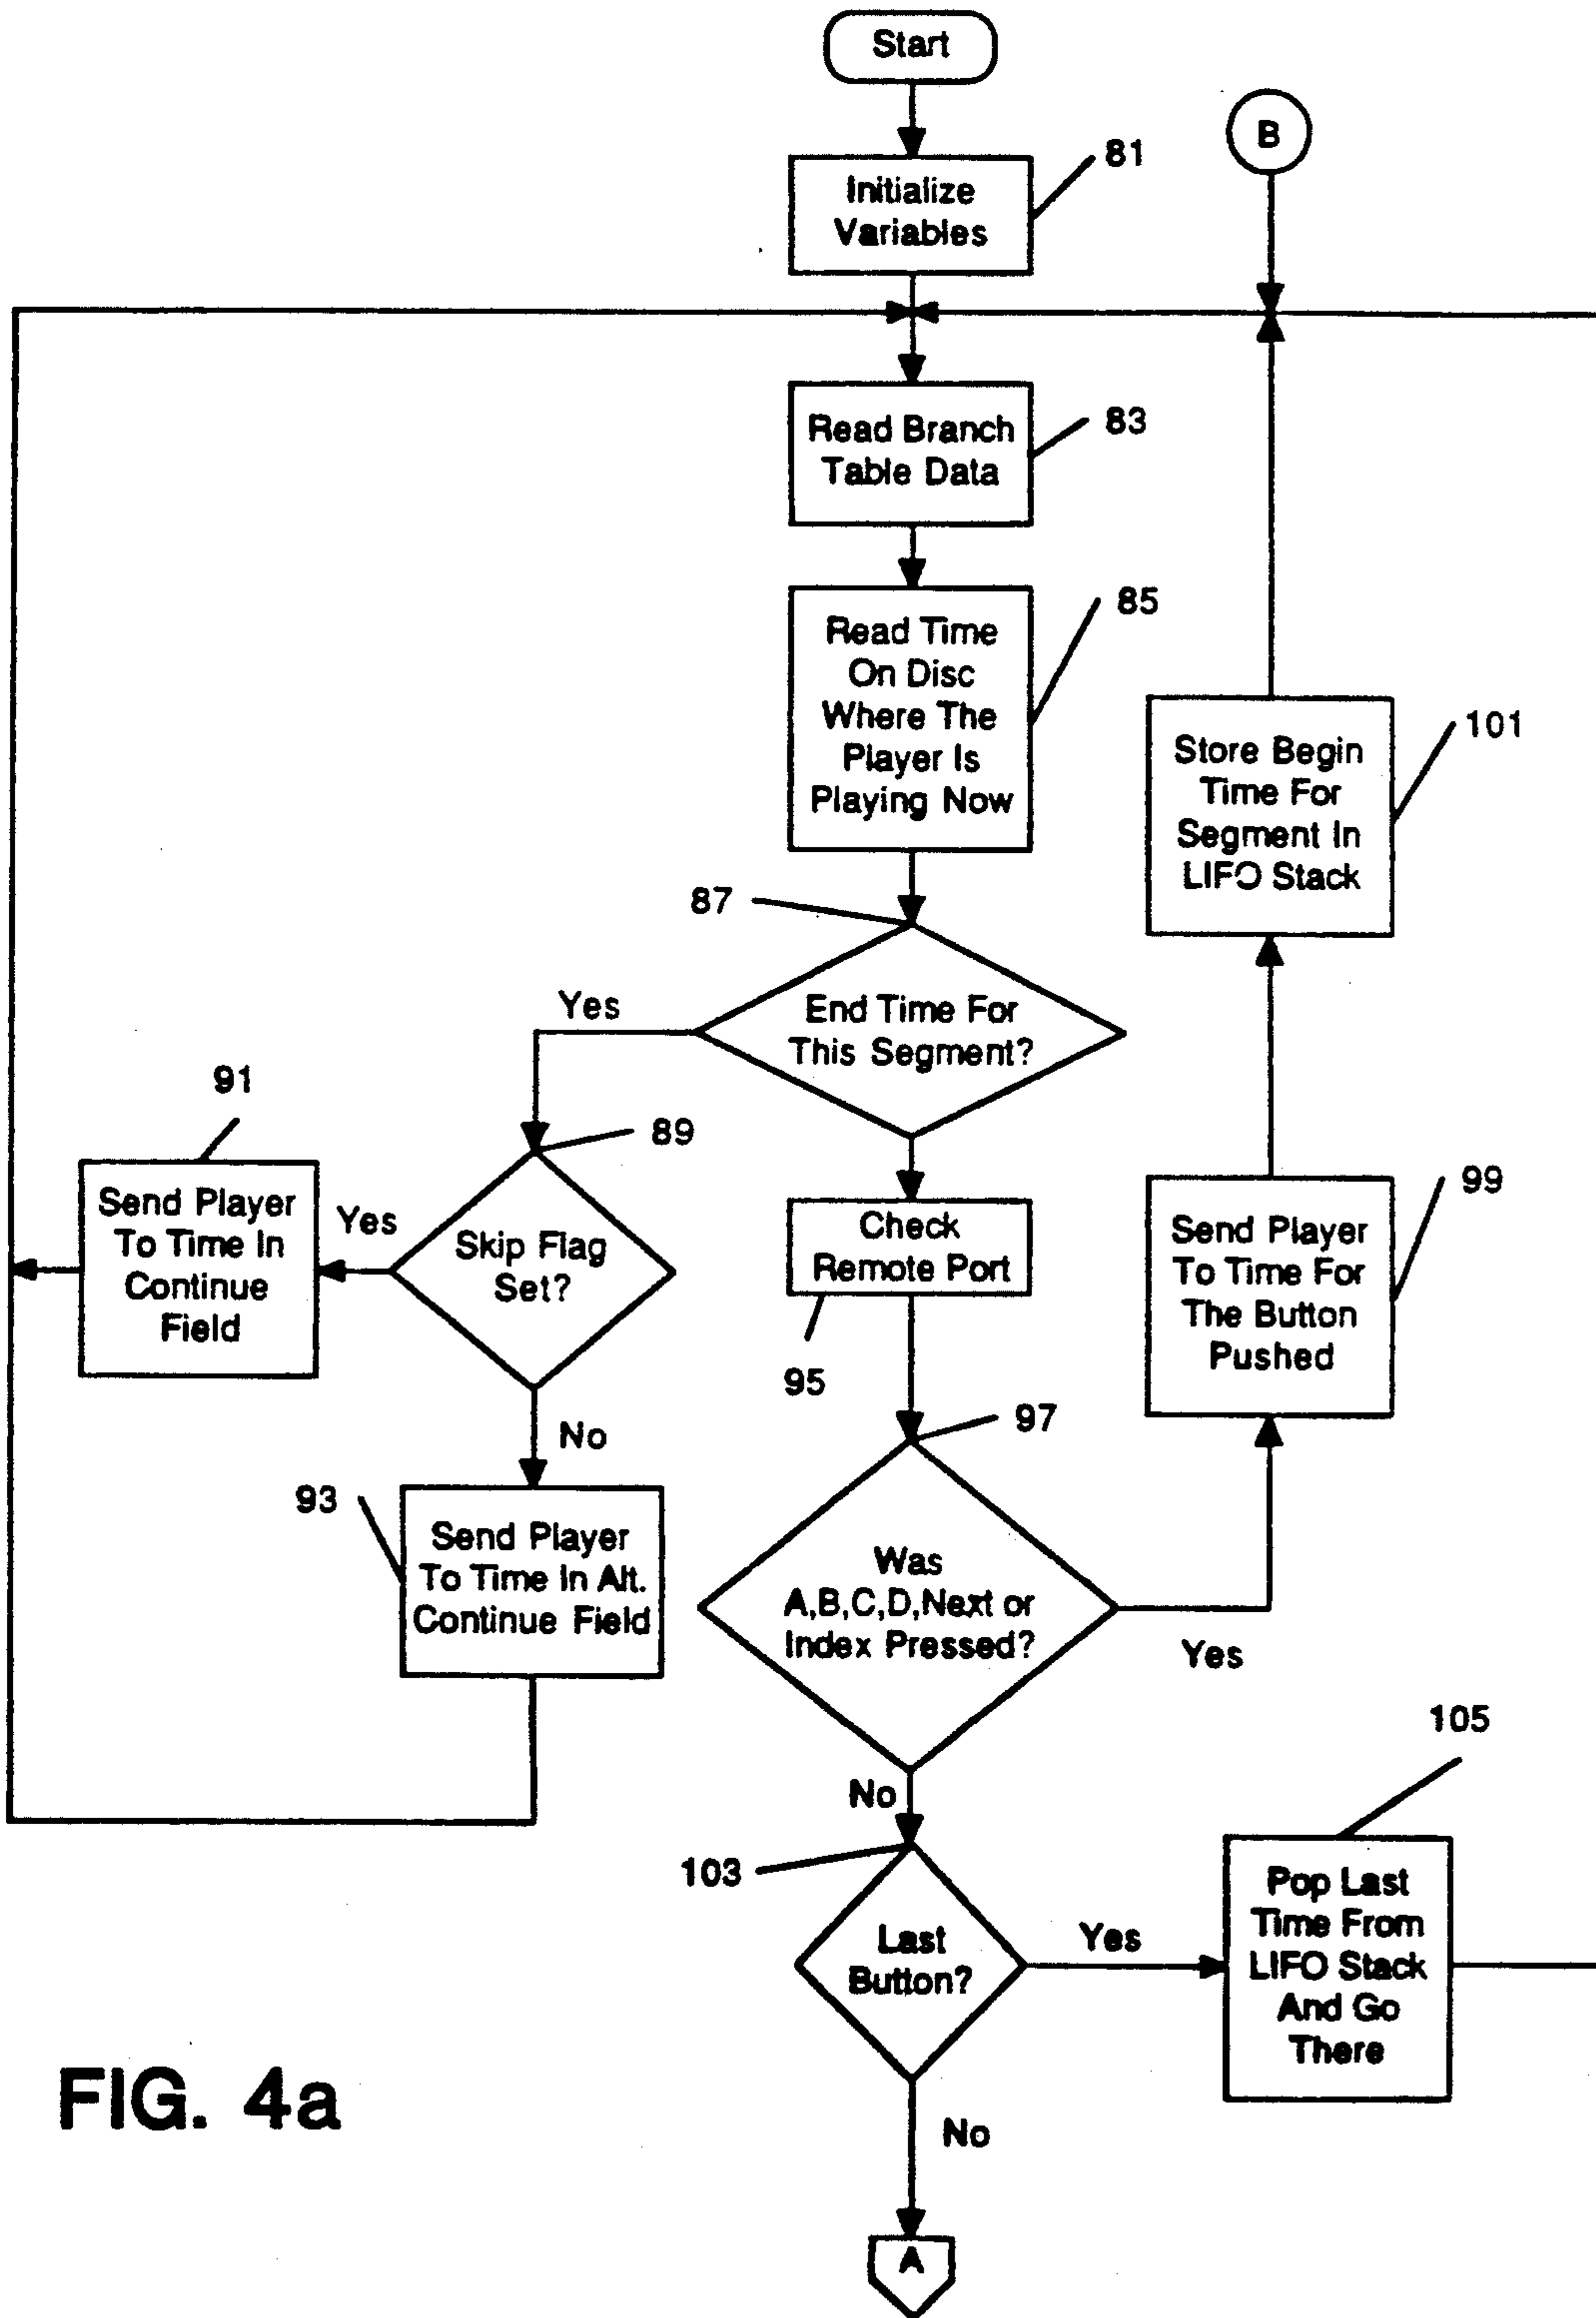 Start
B
81
Initialize
Variables
83
Read Branch
Table Data
85
Read Time
On Disc
Where The
Player Is
Playing Now
101
Store Begin
Time For
Segment In
LIFO Stack
87
End Time For
This Segment?
Yes
91
89
Send Player
To Time In
Continue
Field
Yes
Skip Flag
Set?
Check
Remote Port
95
99
Send Player
To Time For
The Button
Pushed
No
97
93
Send Player
To Time In Alt.
Continue Field
Was
A,B,C,D,Next or
Index Pressed?
Yes
No
105
103
Last
Button?
Yes
Pop Last
Time From
LIFO Stack
And Go
There
No
A
FIG. 4a